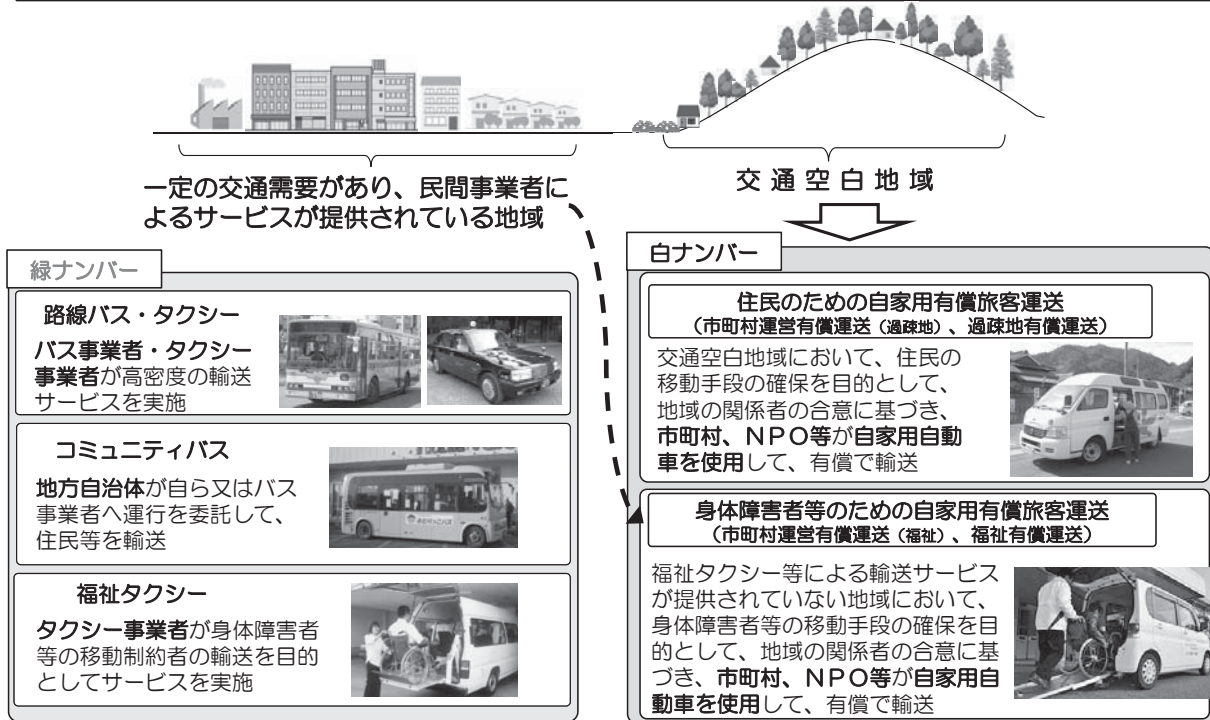 一定の交通需要があり、民間事業者に
よるサービスが提供されている地域
交通空白地域
緑ナンバー
路線バス・タクシー
バス事業者・タクシー
事業者が高密度の輸送
サービスを実施
コミュニティバス
地方自治体が自ら又はバス
事業者へ運行を委託して、
住民等を輸送
福祉タクシー
タクシー事業者が身体障害者
等の移動制約者の輸送を目的
としてサービスを実施
白ナンバー
住民のための自家用有償旅客運送
（市町村運営有償運送（過疎地）、過疎地有償運送）
交通空白地域において、住民の
移動手段の確保を目的として、
地域の関係者の合意に基づき、
市町村、ＮＰＯ等が自家用自動
車を使用して、有償で輸送
身体障害者等のための自家用有償旅客運送
（市町村運営有償運送（福祉）、福祉有償運送）
福祉タクシー等による輸送サービス
が提供されていない地域において、
身体障害者等の移動手段の確保を目
的として、地域の関係者の合意に基
づき、市町村、ＮＰＯ等が自家用自
動車を使用して、有償で輸送